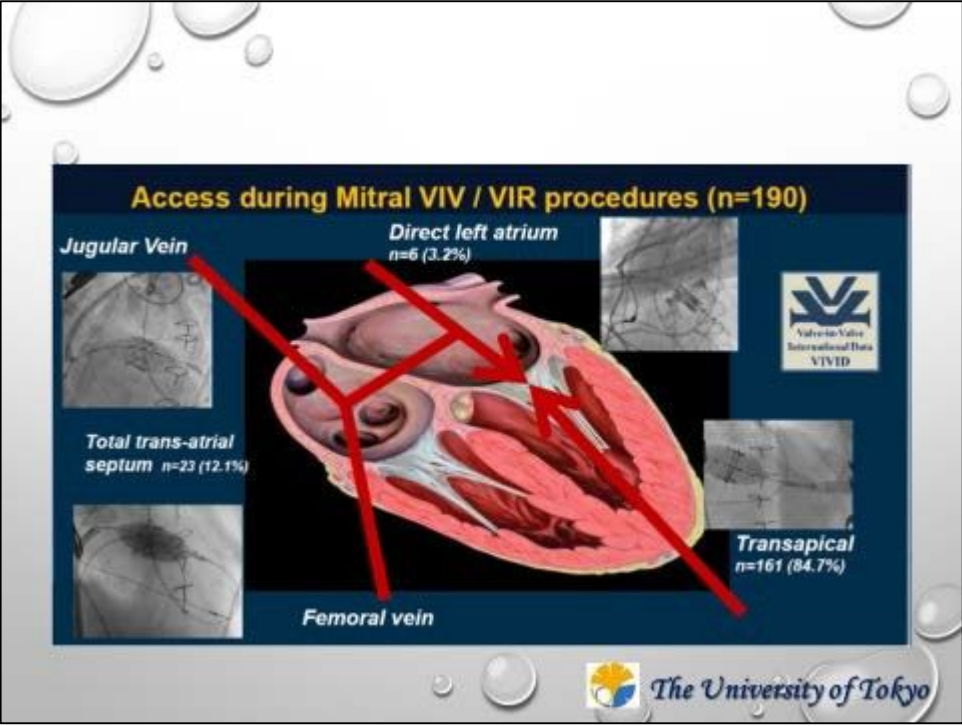 Access during Mitral VIV / VIR procedures (n=190)
Jugular Vein
Direct left atrium
n=6 (3.2%)
Valve-in-Valve
International Data
VIVID
Total trans-atrial
septum n=23 (12.1%)
Transapical
n=161 (84.7%)
Femoral vein
The University of Tokyo